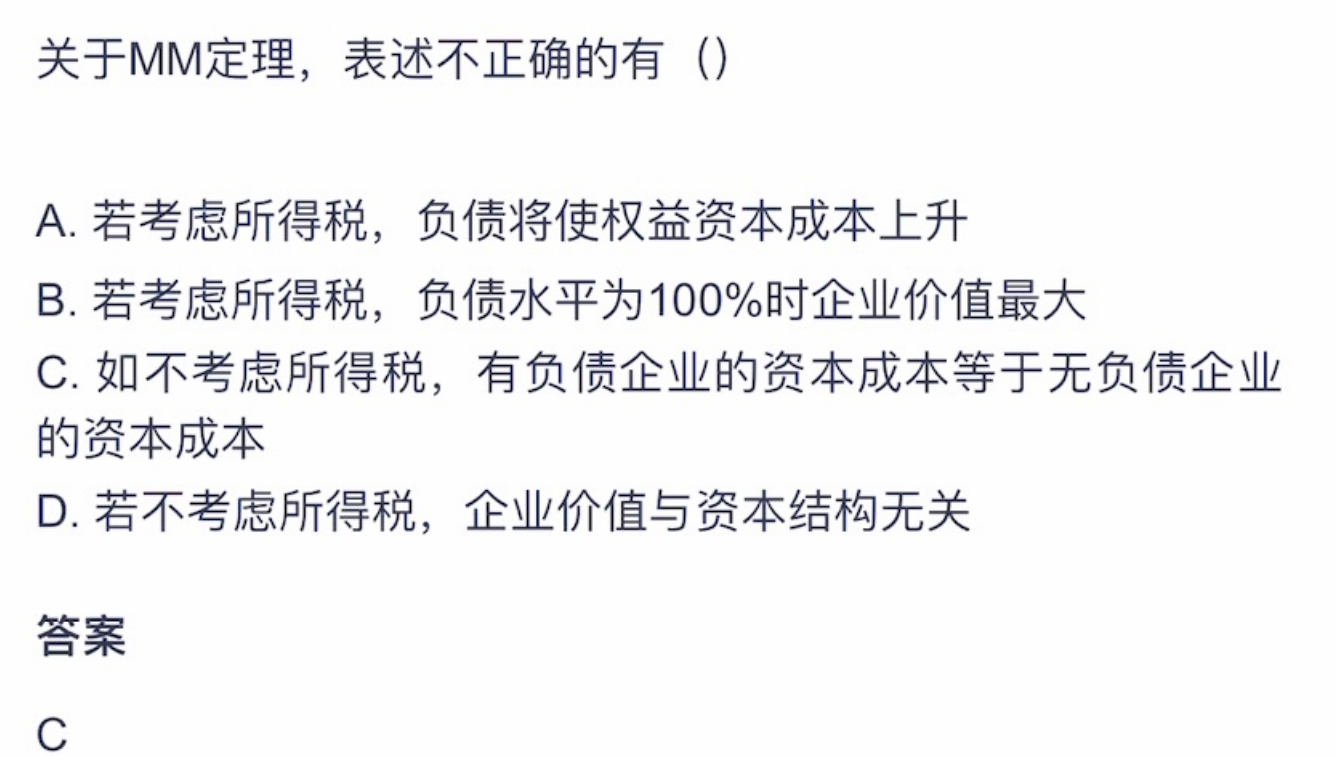 关于MM定理，表述不正确的有（）
A. 若考虑所得税，负债将使权益资本成本上升
B. 若考虑所得税，负债水平为100%时企业价值最大
C. 如不考虑所得税，有负债企业的资本成本等于无负债企业
的资本成本
D. 若不考虑所得税，企业价值与资本结构无关
答案
C